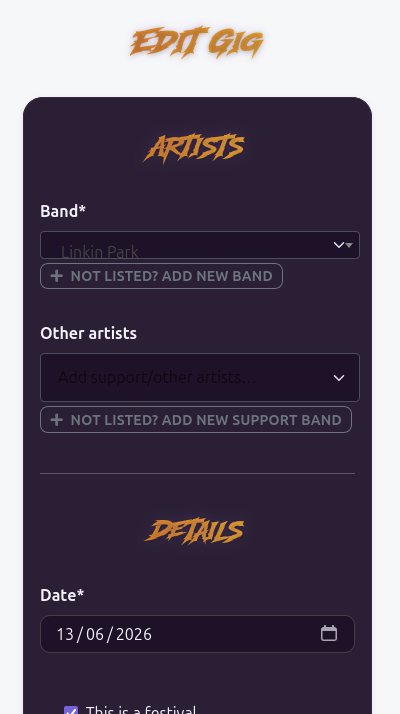 EDIT GIG
ARTISTS
Band*
Linkin Park
NOT LISTED? ADD NEW BAND
Other artists
Add support/other artists...
NOT LISTED? ADD NEW SUPPORT BAND
DETAILS
Date*
13/06/2026
This is a festival